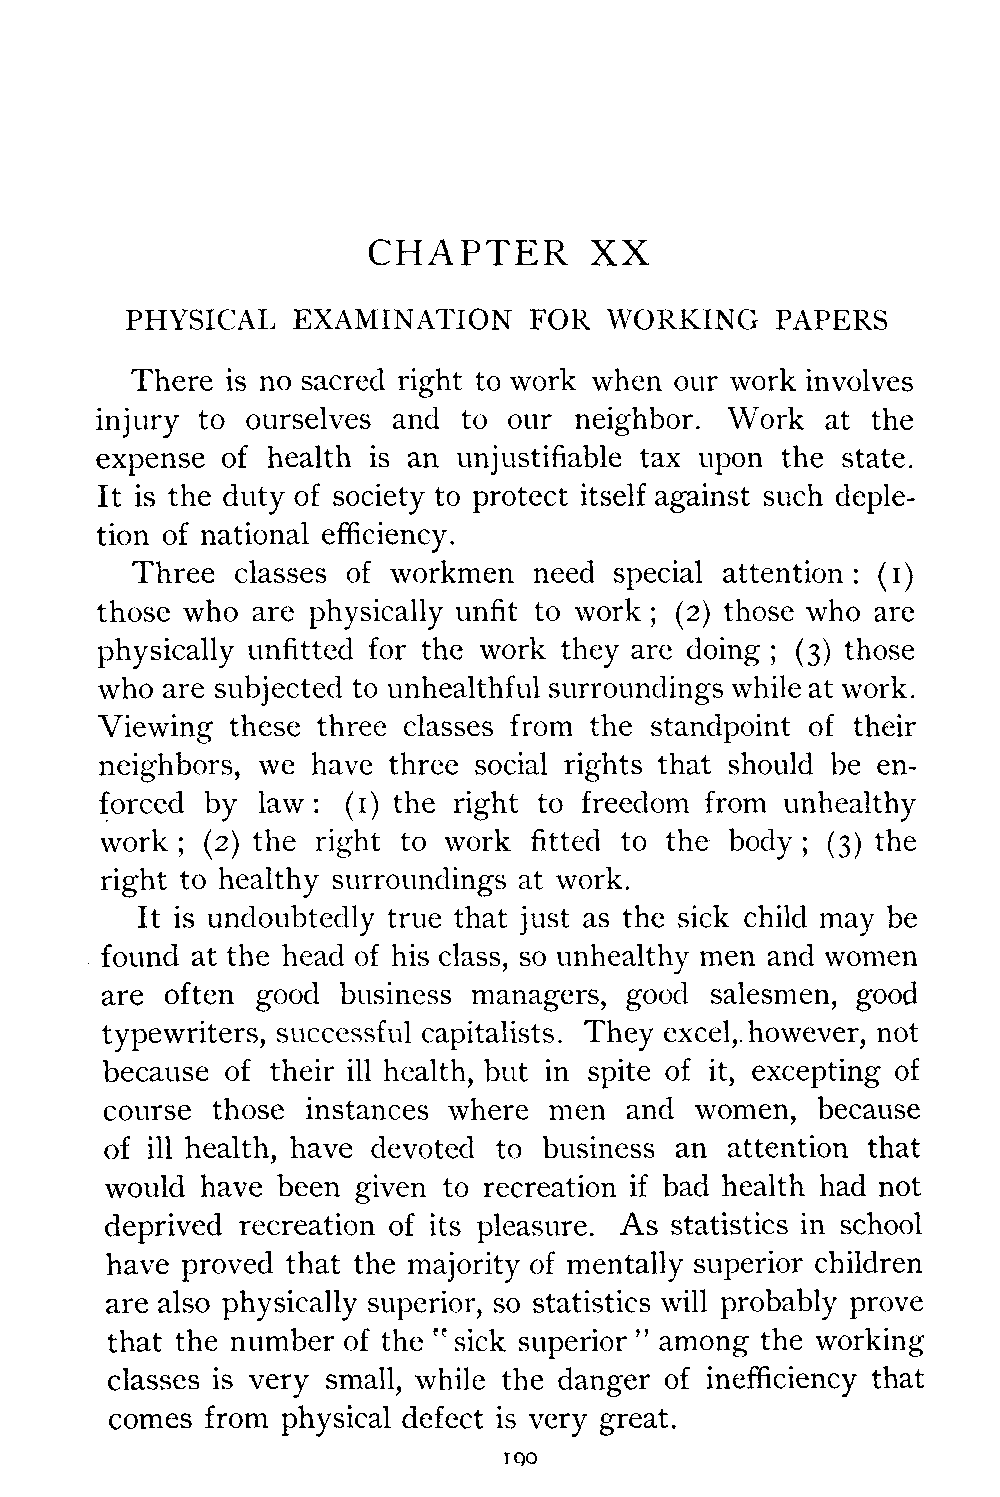 CHAPTER XX
PHYSICAL EXAMINATION FOR WORKING PAPERS
There is no sacred right to work when our work involves
injury to ourselves and to our neighbor. Work at the
expense of health is an unjustifiable tax upon the state.
It is the duty of society to protect itself against such deple-
tion of national efficiency.
Three classes of workmen need special attention : (1)
those who are physically unfit to work ; (2) those who are
physically unfitted for the work they are doing ; (3) those
who are subjected to unhealthful surroundings while at work.
Viewing these three classes from the standpoint of their
neighbors, we have three social rights that should be en-
forced by law : (1) the right to freedom from unhealthy
work ; (2) the right to work fitted to the body ; (3) the
right to healthy surroundings at work.
It is undoubtedly true that just as the sick child may be
found at the head of his class, so unhealthy men and women
are often good business managers, good salesmen, good
typewriters, successful capitalists. They excel, however, not
because of their ill health, but in spite of it, excepting of
course those instances where men and women, because
of ill health, have devoted to business an attention that
would have been given to recreation if bad health had not
deprived recreation of its pleasure. As statistics in school
have proved that the majority of mentally superior children
are also physically superior, so statistics will probably prove
that the number of the "sick superior" among the working
classes is very small, while the danger of inefficiency that
comes from physical defect is very great.
190